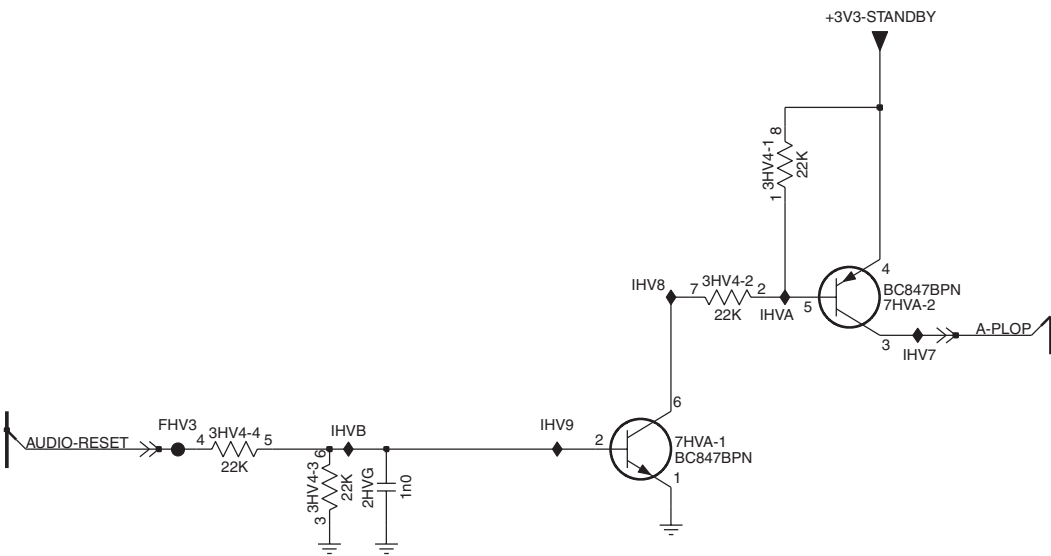 +3V3-STANDBY
8
3HV4-1
22K
1
IHV8
7
3HV4-2
2
22K
IHVA
5
4
BC847BPN
7HVA-2
3
IHV7
A-PLOP
AUDIO-RESET
FHV3
4
3HV4-4
5
22K
IHVB
6
3HV4-3
22K
3
2HVG
1n0
IHV9
2
6
7HVA-1
BC847BPN
1